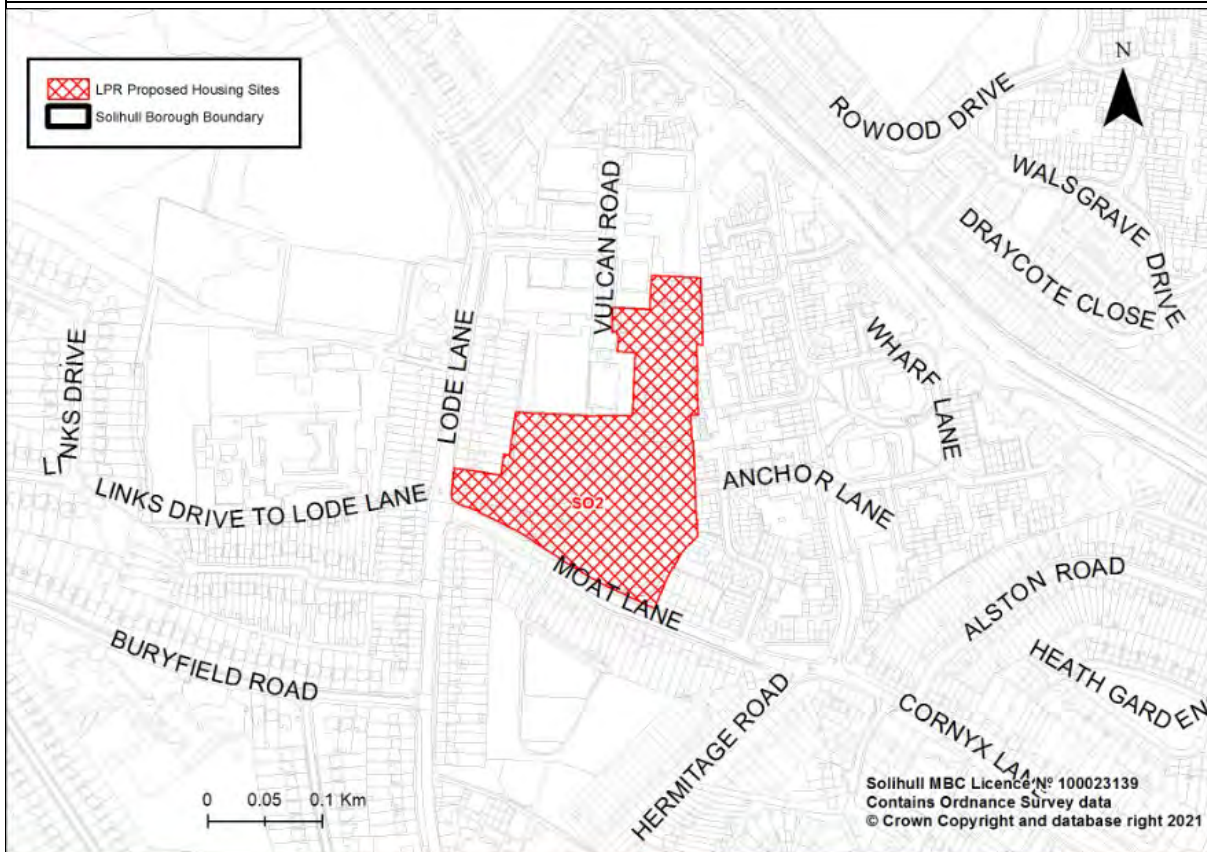 LPR Proposed Housing Sites
Solihull Borough Boundary
N
ROWOOD DRIVE
WALSGRAVE DRIVE
DRAYCOTE CLOSE
VULCAN ROAD
LODE LANE
WHARF LANE
LINKS DRIVE
LINKS DRIVE TO LODE LANE
ANCHOR LANE
SO2
MOAT LANE
ALSTON ROAD
HEATH GARDEN
BURYFIELD ROAD
HERMITAGE ROAD
CORNYX LANE
0 0.05 0.1 Km
Solihull MBC Licence Nº 100023139
Contains Ordnance Survey data
© Crown Copyright and database right 2021